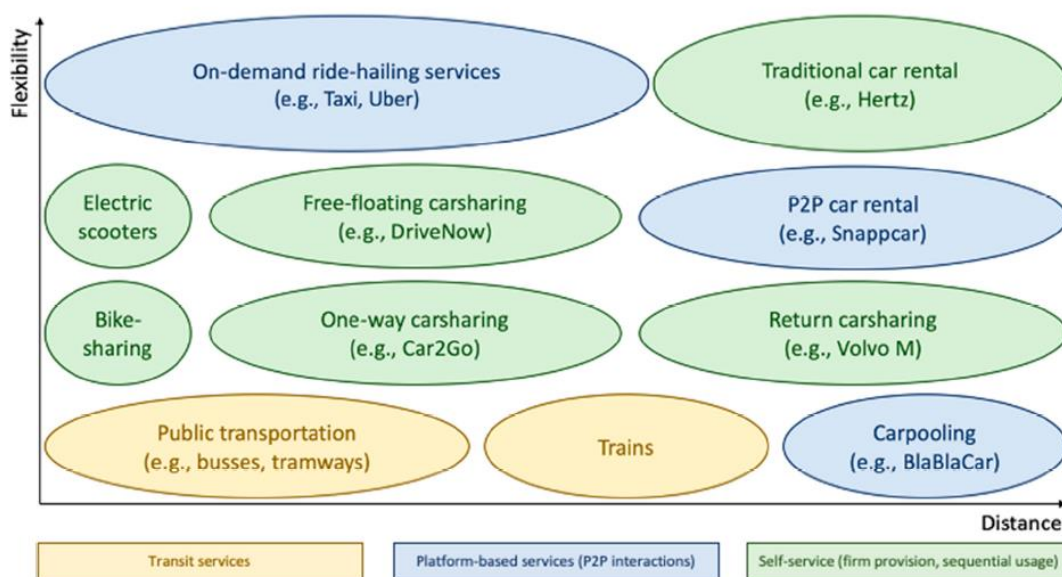 Flexibility
On-demand ride-hailing services
(e.g., Taxi, Uber)
Traditional car rental
(e.g., Hertz)
Electric
scooters
Free-floating carsharing
(e.g., DriveNow)
P2P car rental
(e.g., Snappcar)
Bike-
sharing
One-way carsharing
(e.g., Car2Go)
Return carsharing
(e.g., Volvo M)
Public transportation
(e.g., busses, tramways)
Trains
Carpooling
(e.g., BlaBlaCar)
Distance
Transit services
Platform-based services (P2P interactions)
Self-service (firm provision, sequential usage)